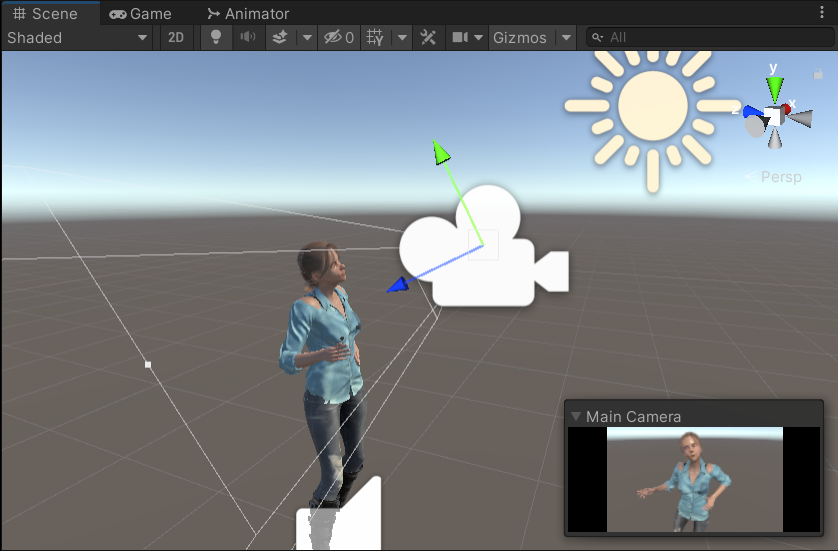 Scene Game Animator
Shaded 2D 0 Gizmos All
y
x
z
Persp
Main Camera